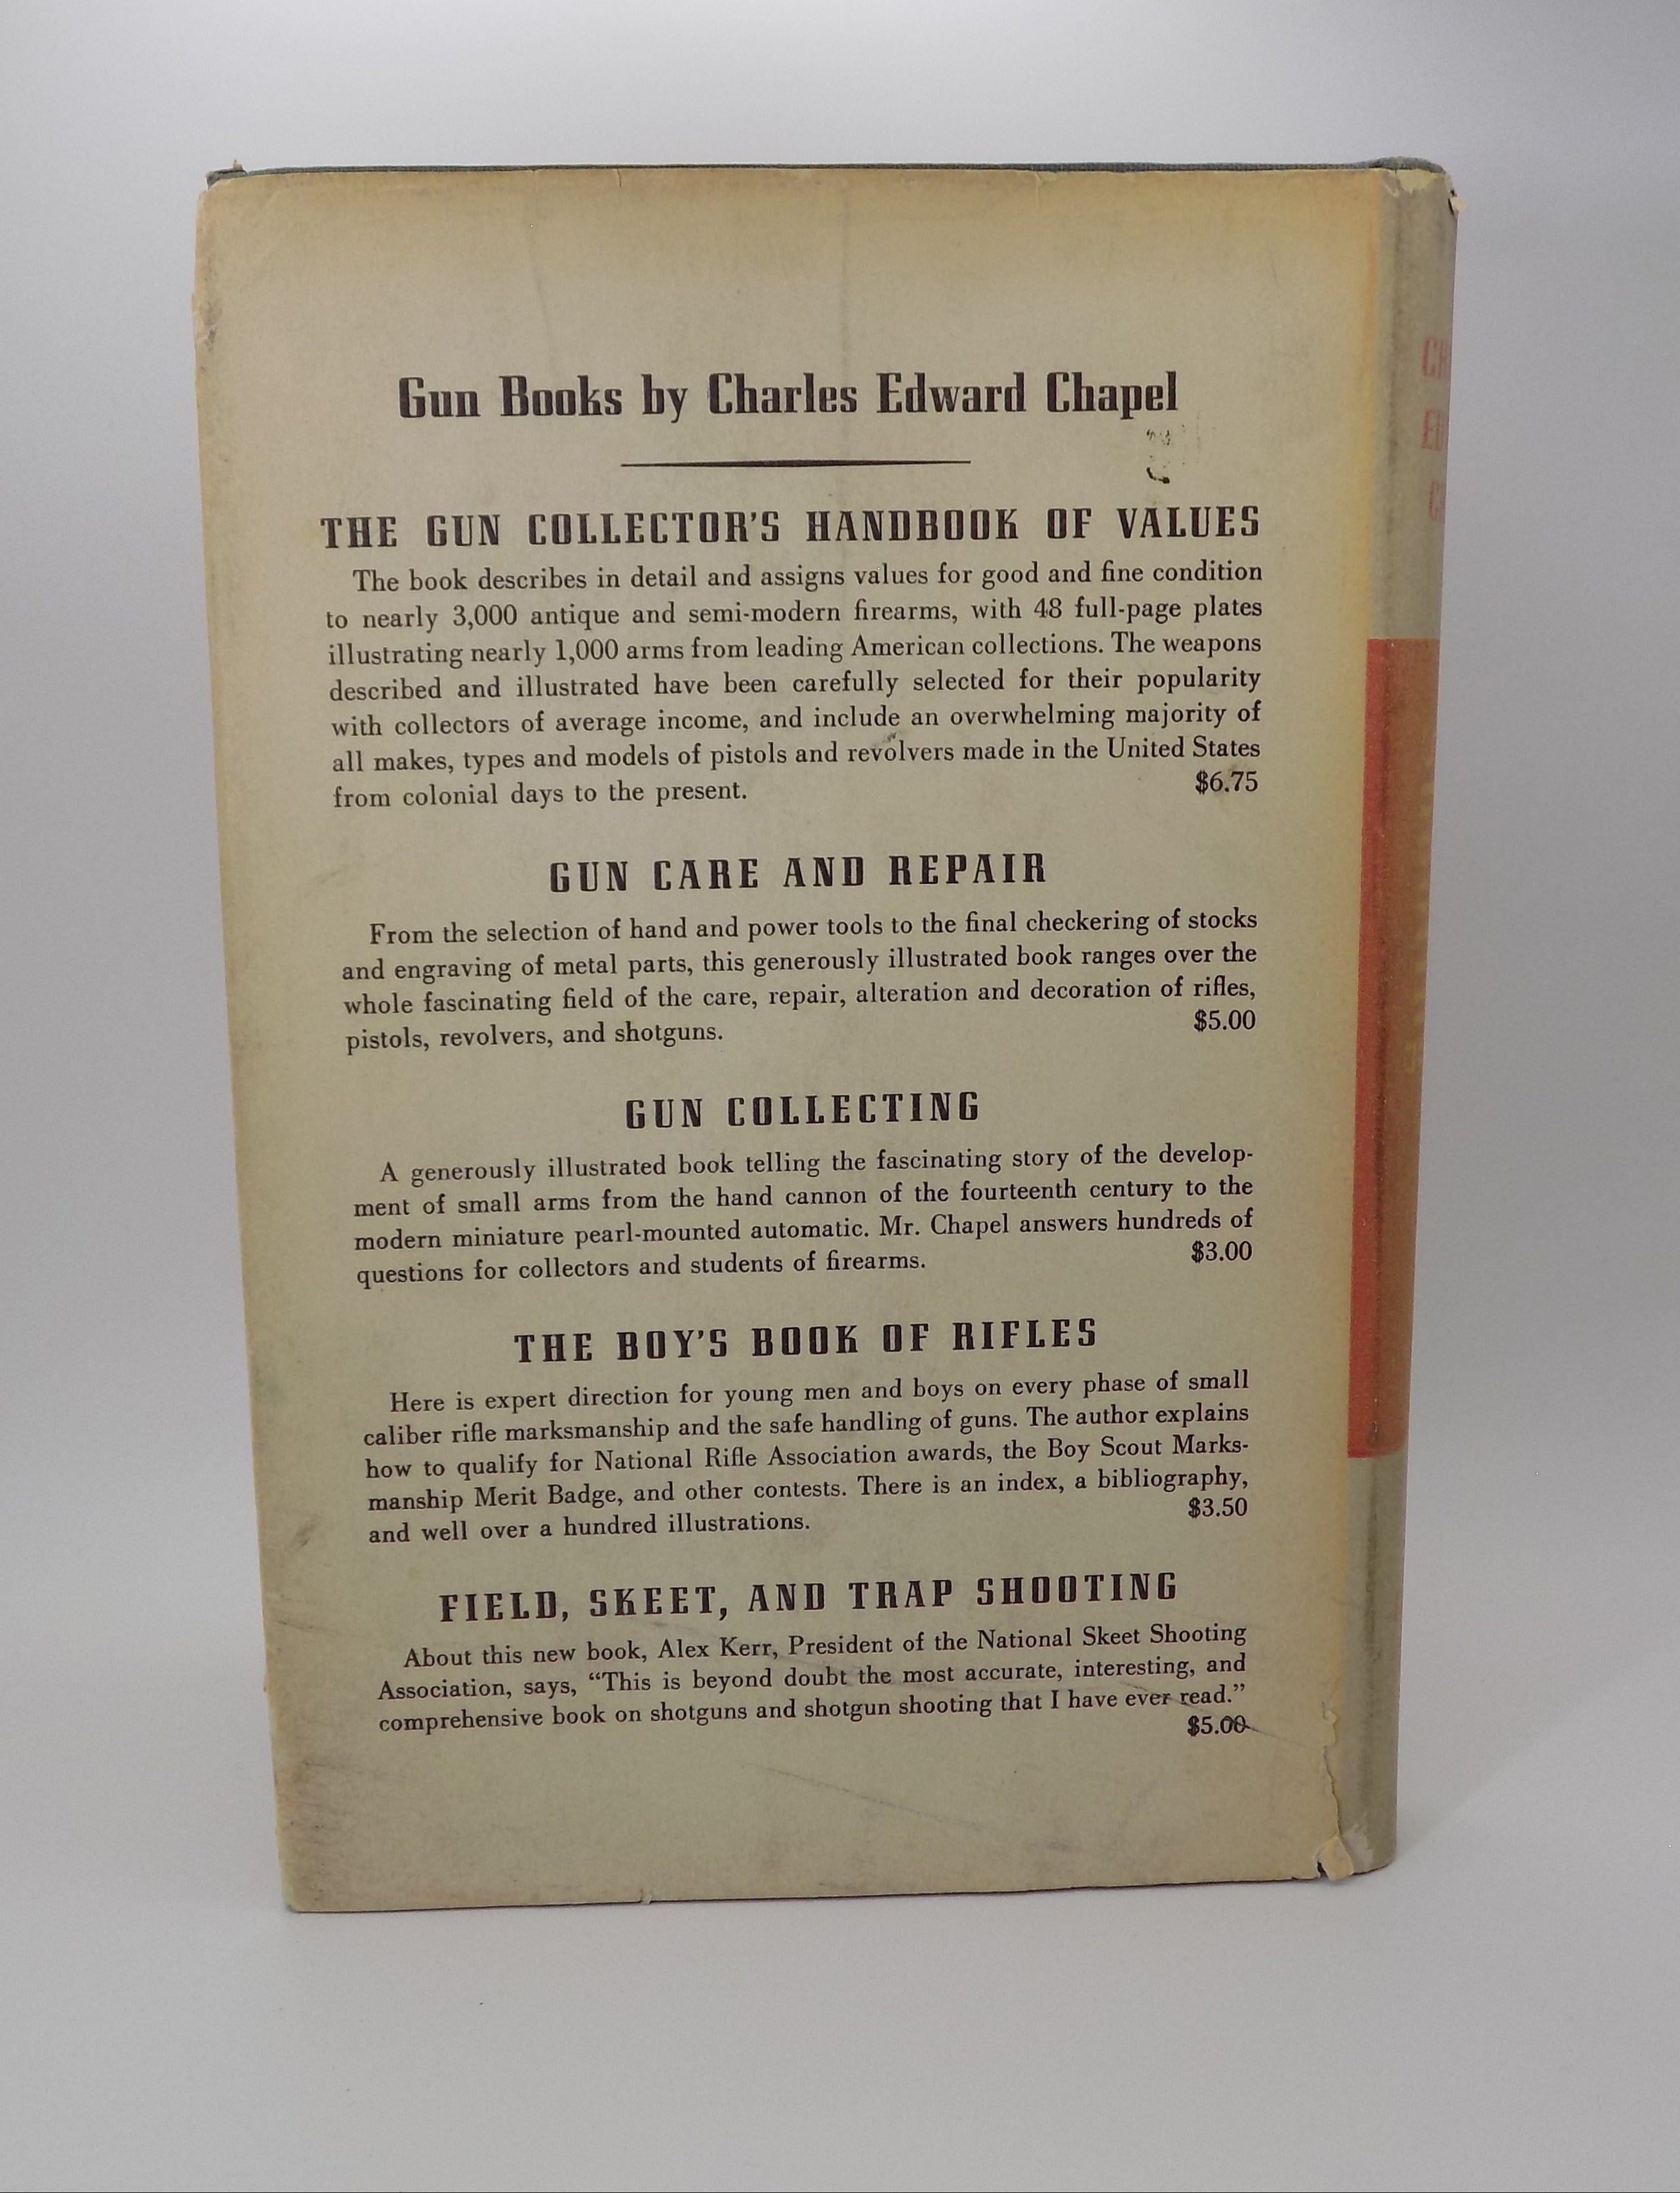 Gun Books by Charles Edward Chapel
THE GUN COLLECTOR'S HANDBOOK OF VALUES
The book describes in detail and assigns values for good and fine condition
to nearly 3,000 antique and semi-modern firearms, with 48 full-page plates
illustrating nearly 1,000 arms from leading American collections. The weapons
described and illustrated have been carefully selected for their popularity
with collectors of average income, and include an overwhelming majority of
all makes, types and models of pistols and revolvers made in the United States
from colonial days to the present. $6.75
GUN CARE AND REPAIR
From the selection of hand and power tools to the final checkering of stocks
and engraving of metal parts, this generously illustrated book ranges over the
whole fascinating field of the care, repair, alteration and decoration of rifles,
pistols, revolvers, and shotguns. $5.00
GUN COLLECTING
A generously illustrated book telling the fascinating story of the develop-
ment of small arms from the hand cannon of the fourteenth century to the
modern miniature pearl-mounted automatic. Mr. Chapel answers hundreds of
questions for collectors and students of firearms. $3.00
THE BOY'S BOOK OF RIFLES
Here is expert direction for young men and boys on every phase of small
caliber rifle marksmanship and the safe handling of guns. The author explains
how to qualify for National Rifle Association awards, the Boy Scout Marks-
manship Merit Badge, and other contests. There is an index, a bibliography,
and well over a hundred illustrations. $3.50
FIELD, SKEET, AND TRAP SHOOTING
About this new book, Alex Kerr, President of the National Skeet Shooting
Association, says, “This is beyond doubt the most accurate, interesting, and
comprehensive book on shotguns and shotgun shooting that I have ever read.”
$5.00